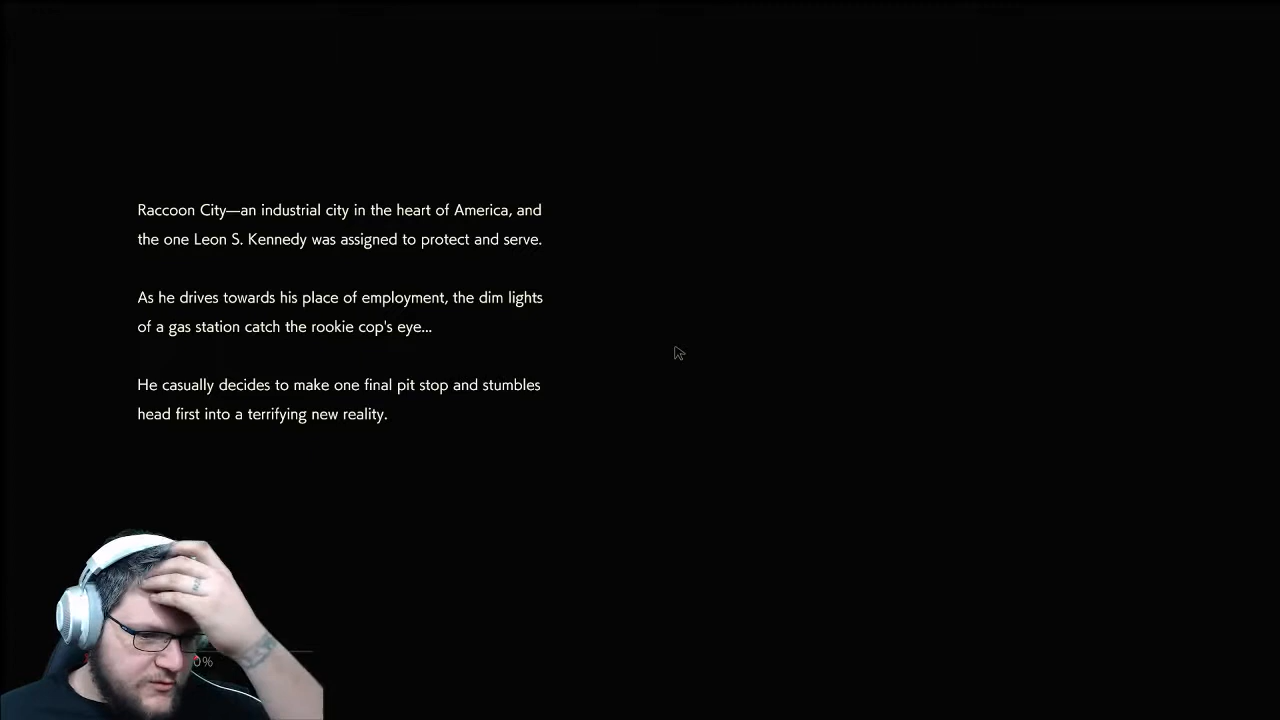 Raccoon City—an industrial city in the heart of America, and
the one Leon S. Kennedy was assigned to protect and serve.
As he drives towards his place of employment, the dim lights
of a gas station catch the rookie cop's eye...
He casually decides to make one final pit stop and stumbles
head first into a terrifying new reality.